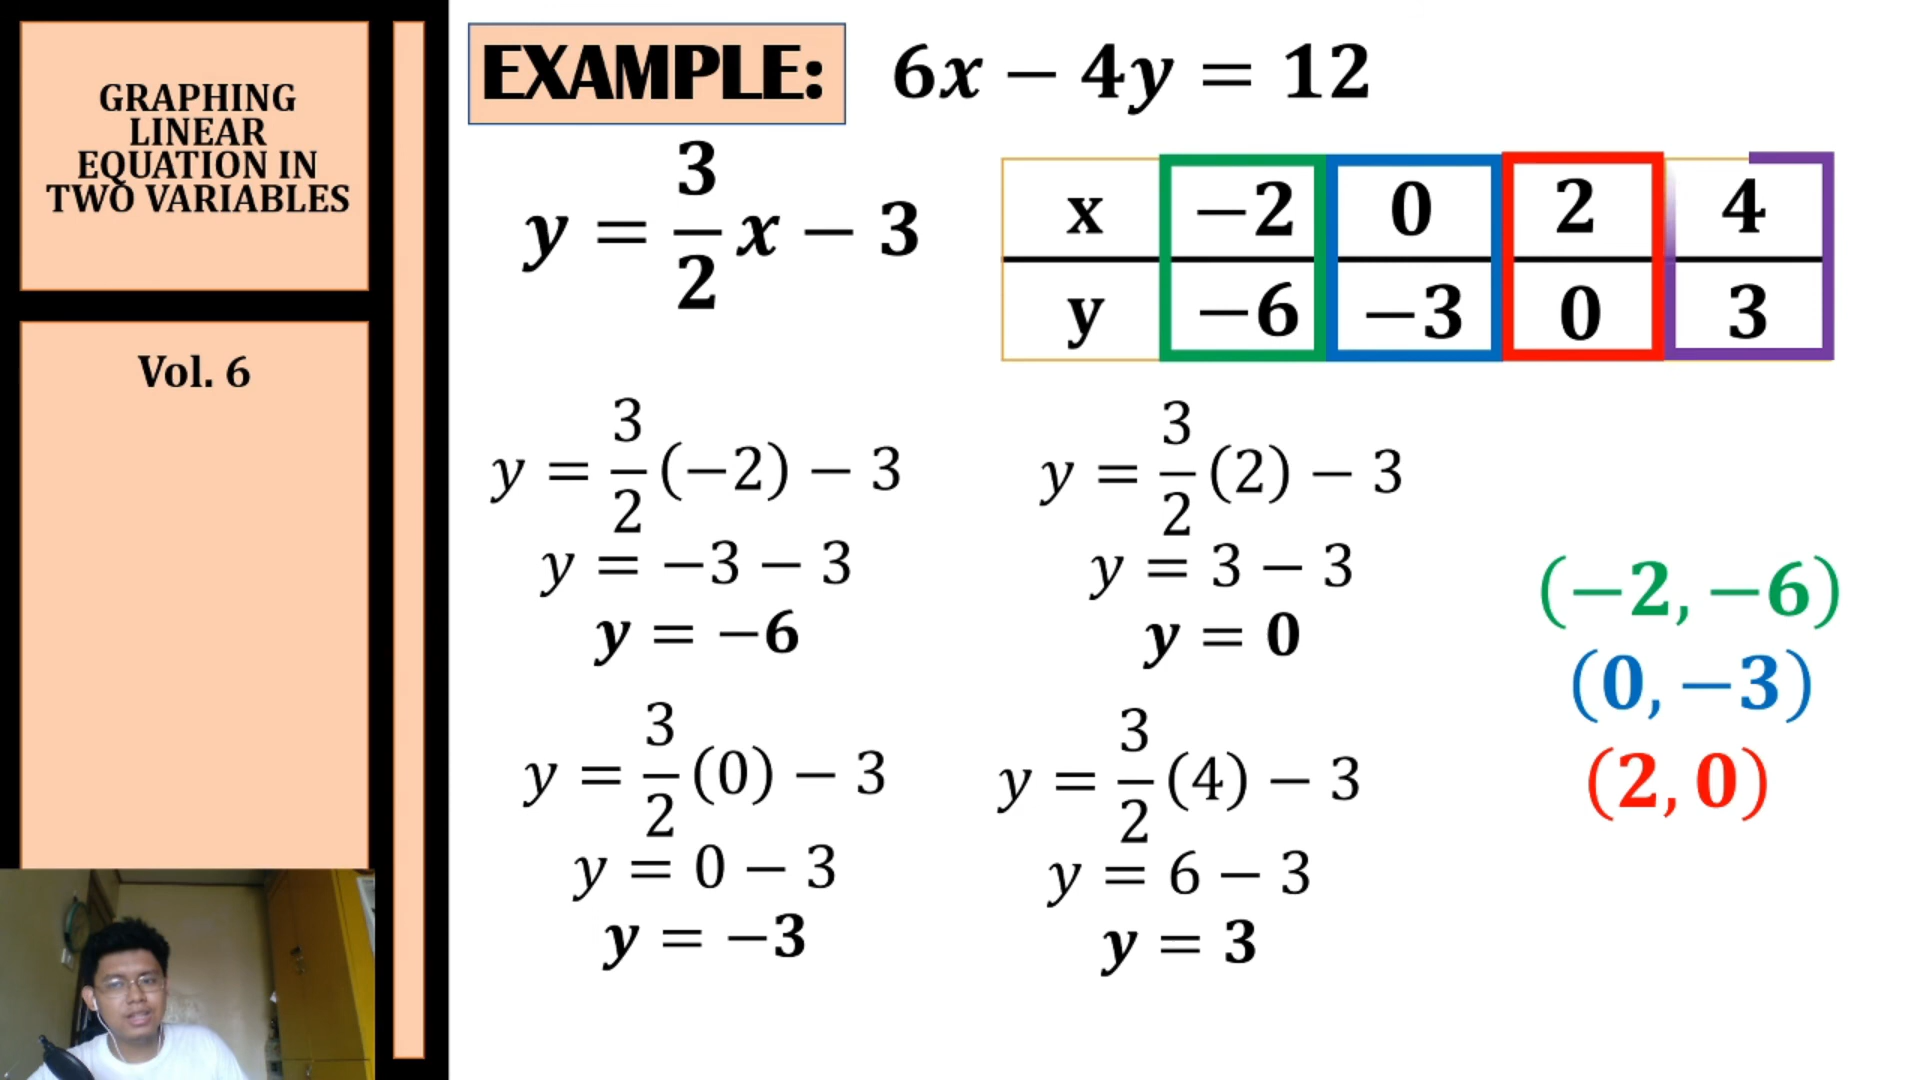 GRAPHING
LINEAR
EQUATION IN
TWO VARIABLES
Vol. 6
EXAMPLE: 6x − 4y = 12
y = 3/2 x − 3
x −2 0 2 4
y −6 −3 0 3
y = 3/2 (−2) − 3
y = −3 − 3
y = −6
y = 3/2 (0) − 3
y = 0 − 3
y = −3
y = 3/2 (2) − 3
y = 3 − 3
y = 0
y = 3/2 (4) − 3
y = 6 − 3
y = 3
(−2, −6)
(0, −3)
(2, 0)